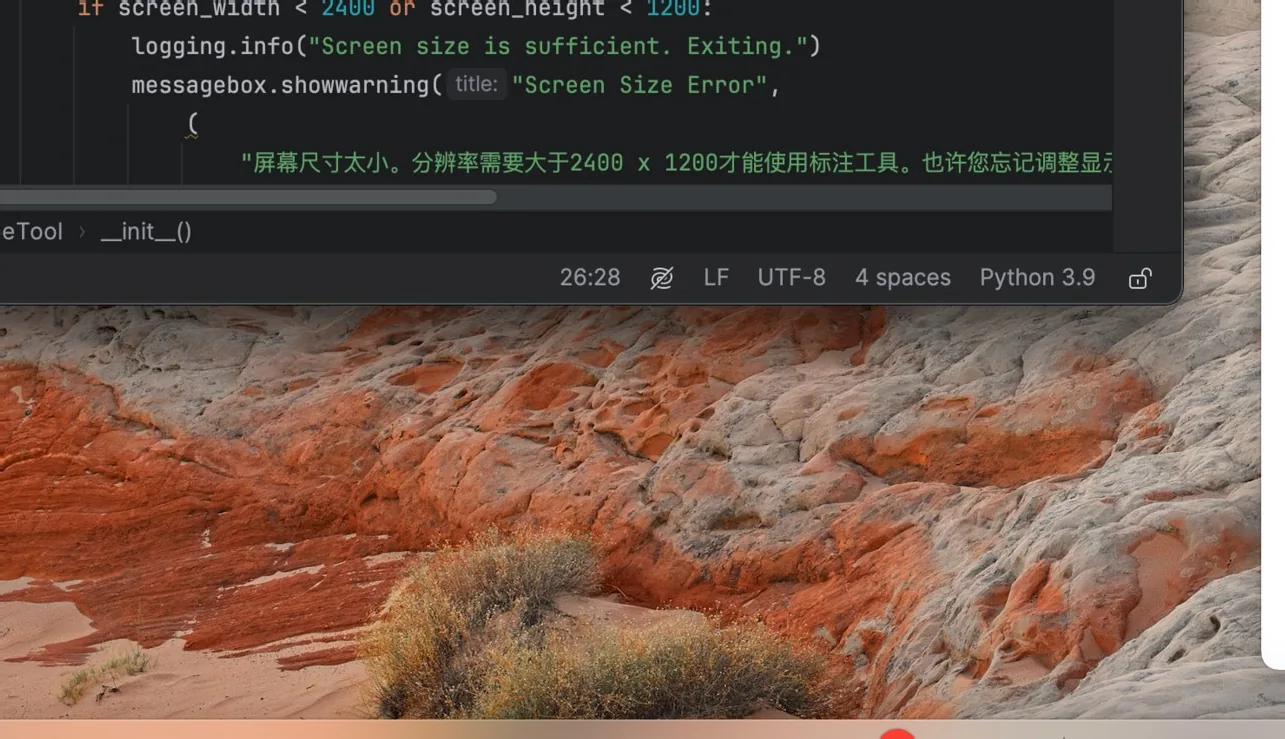 if screen_width < 2400 or screen_height < 1200:
logging.info("Screen size is sufficient. Exiting.")
messagebox.showwarning( title: "Screen Size Error",
(
"屏幕尺寸太小。分辨率需要大于2400 x 1200才能使用标注工具。也许您忘记调整显
eTool › __init__()
26:28 LF UTF-8 4 spaces Python 3.9